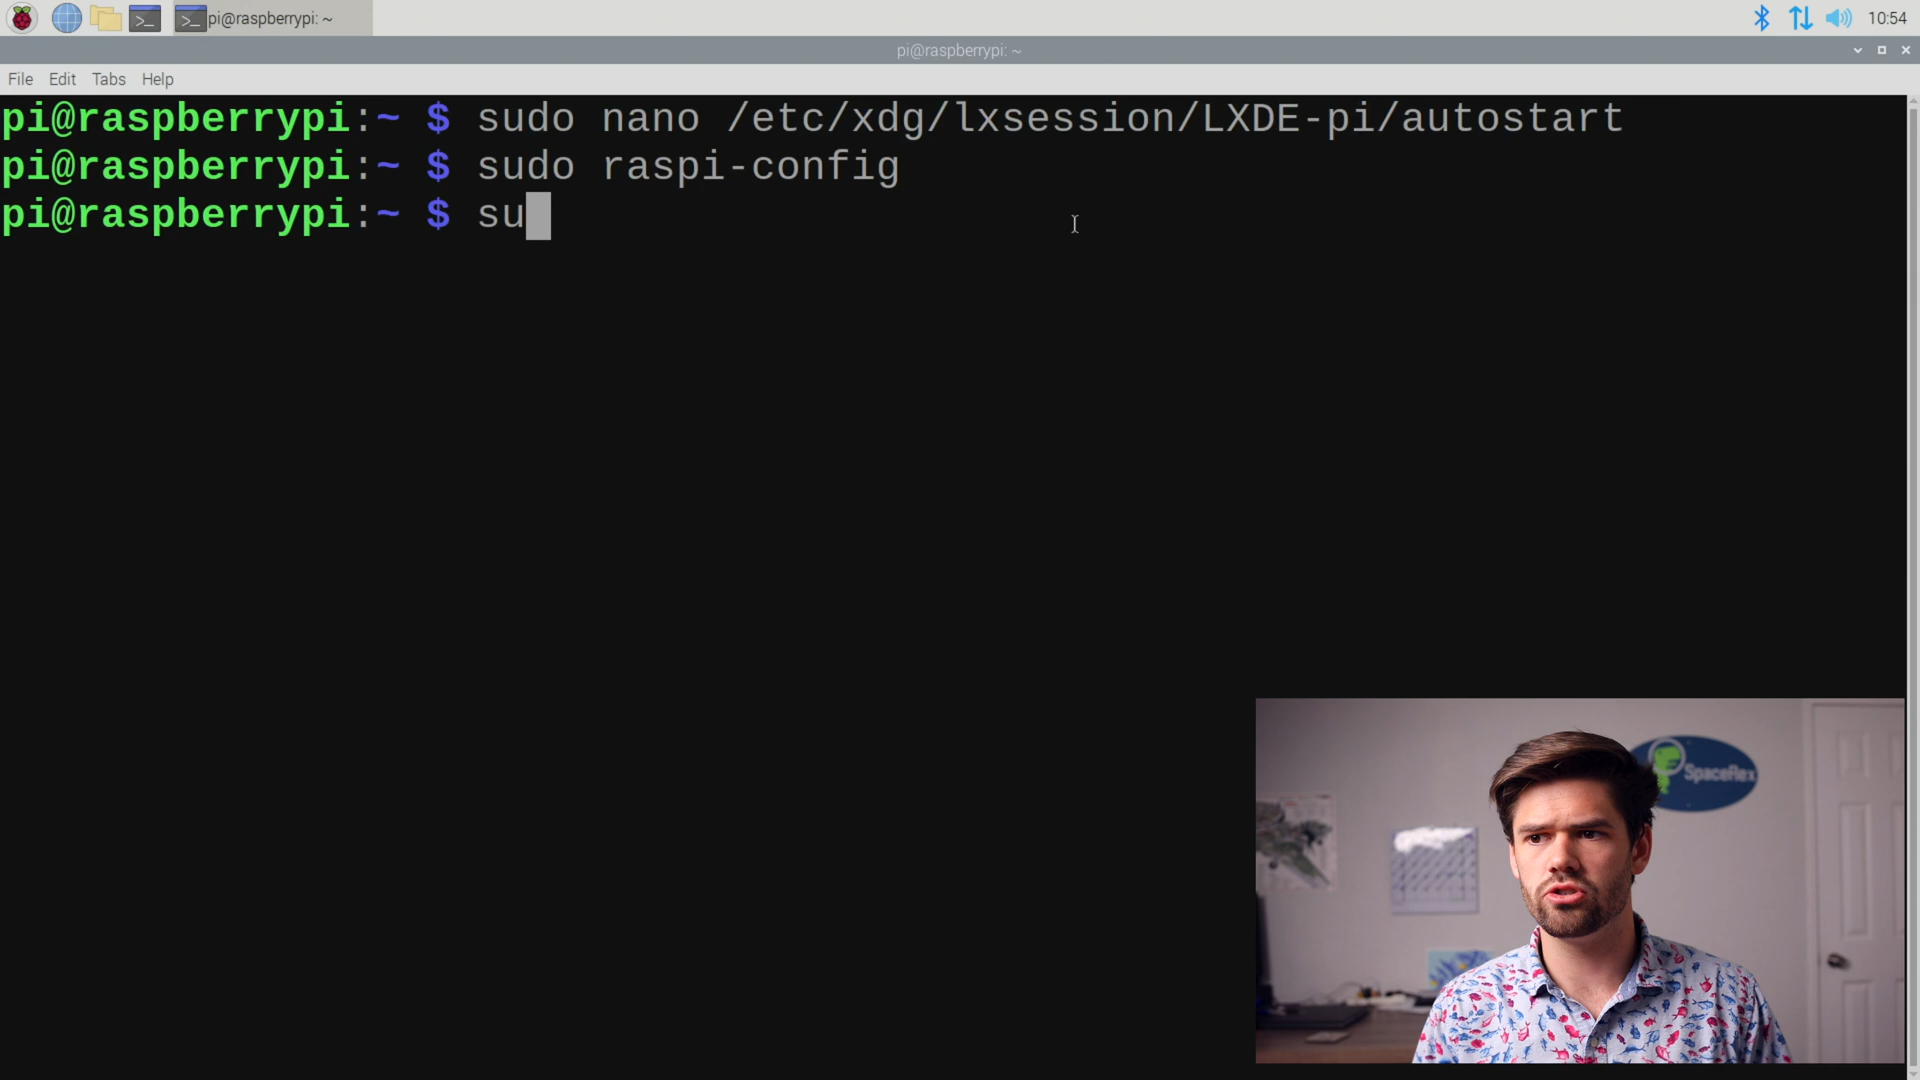 pi@raspberrypi: ~
10:54
pi@raspberrypi: ~
File Edit Tabs Help
pi@raspberrypi:~ $ sudo nano /etc/xdg/lxsession/LXDE-pi/autostart
pi@raspberrypi:~ $ sudo raspi-config
pi@raspberrypi:~ $ su
SpaceRex